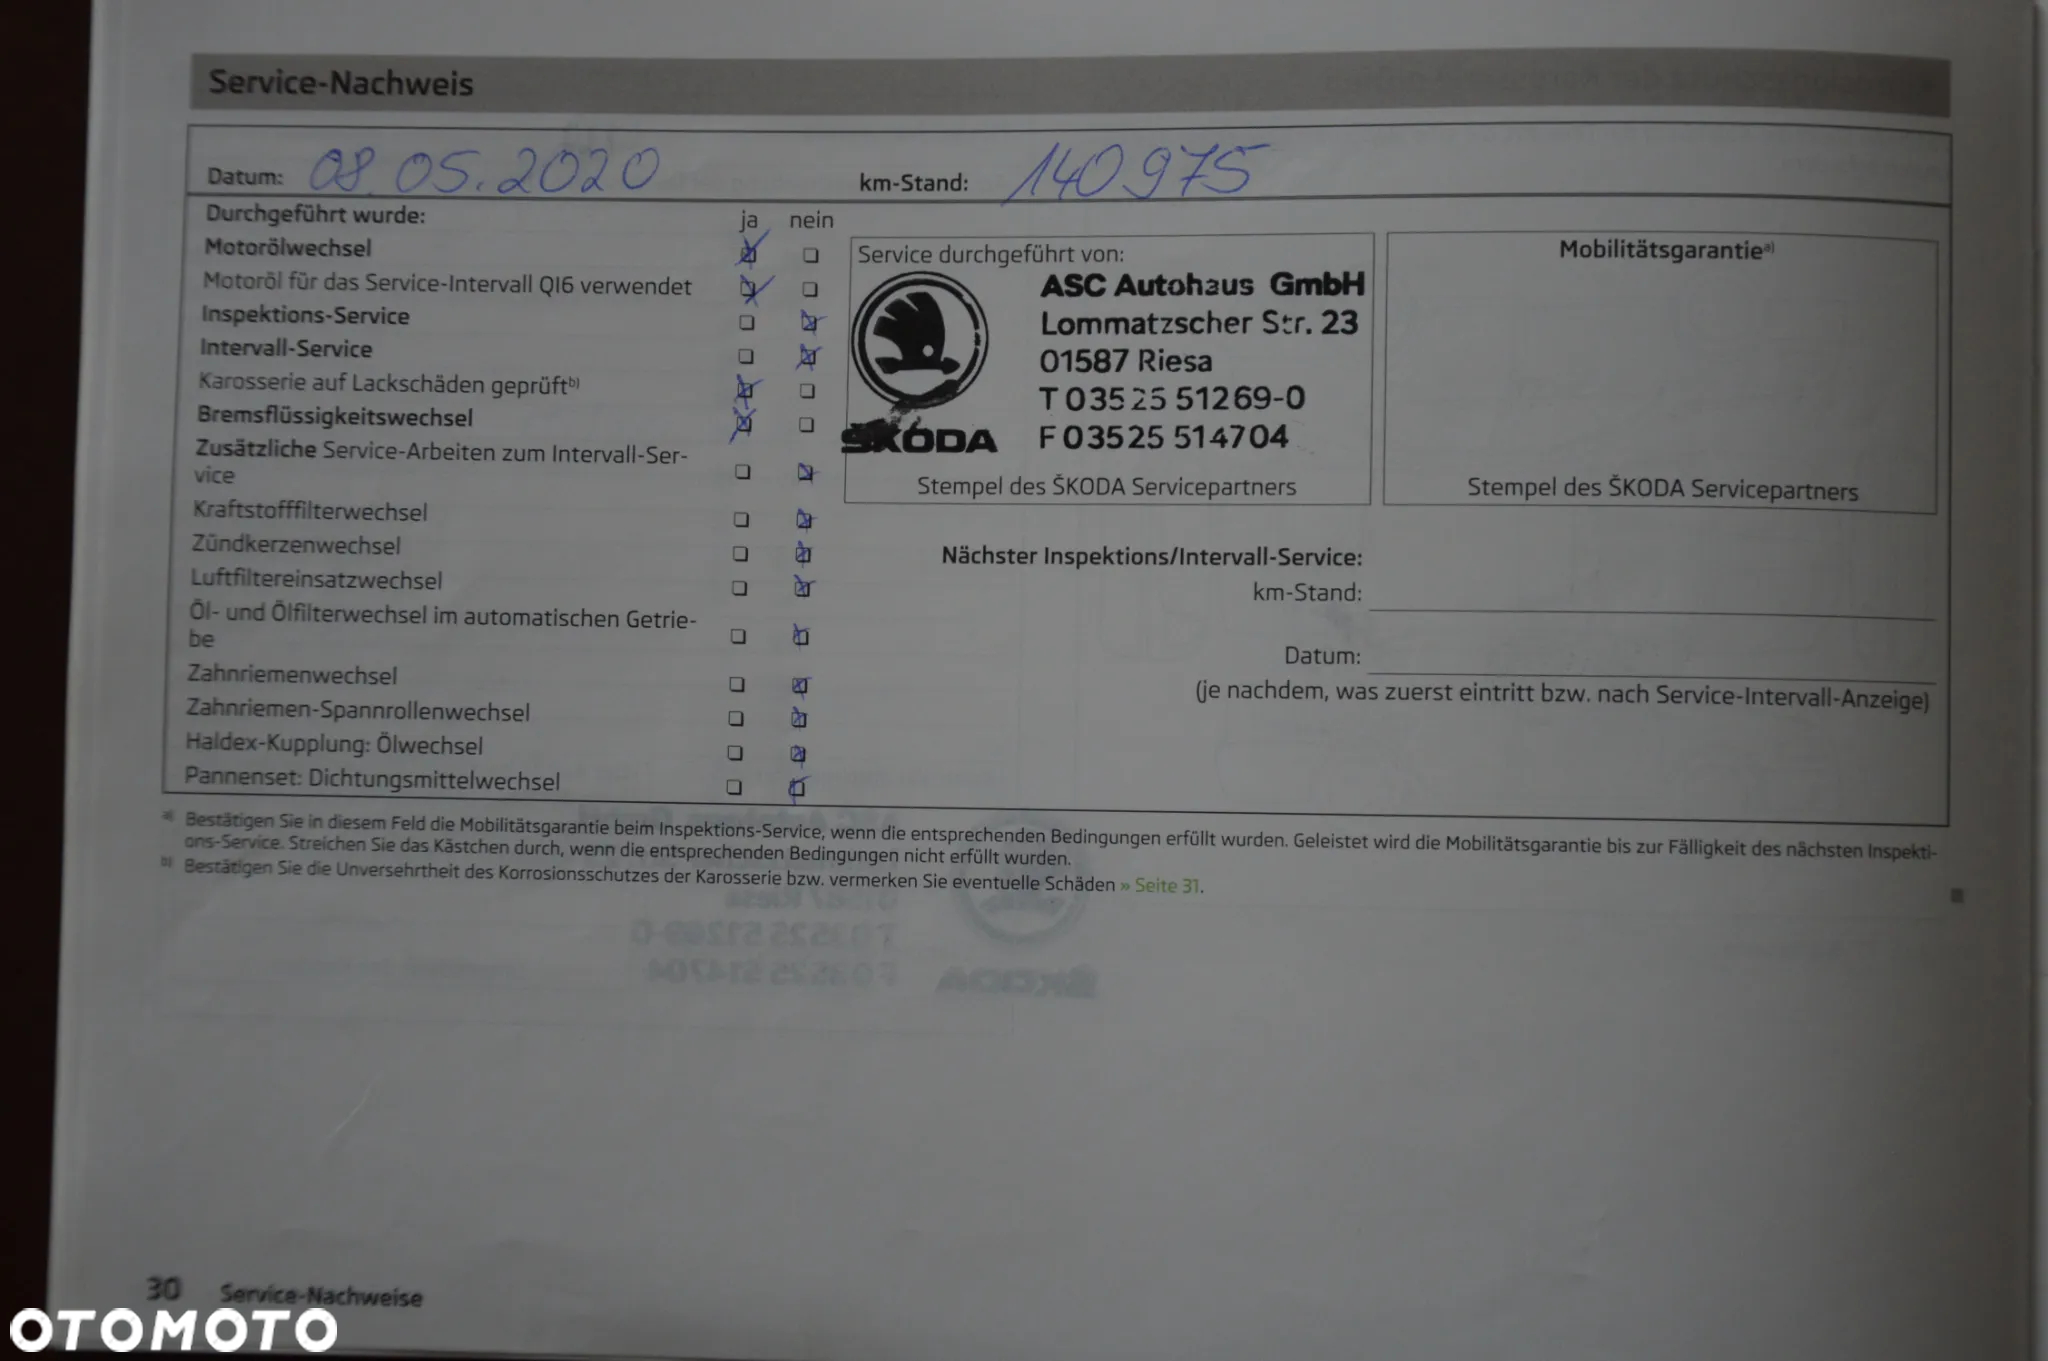 Service-Nachweis
Datum: 08.05.2020 km-Stand: 140975
Durchgeführt wurde: ja nein
Motorölwechsel
Motoröl für das Service-Intervall QI6 verwendet
Inspektions-Service
Intervall-Service
Karosserie auf Lackschäden geprüft b)
Bremsflüssigkeitswechsel
Zusätzliche Service-Arbeiten zum Intervall-Ser-
vice
Kraftstofffilterwechsel
Zündkerzenwechsel
Luftfiltereinsatzwechsel
Öl- und Ölfilterwechsel im automatischen Getrie-
be
Zahnriemenwechsel
Zahnriemen-Spannrollenwechsel
Haldex-Kupplung: Ölwechsel
Pannenset: Dichtungsmittelwechsel
Service durchgeführt von:
ASC Autohaus GmbH
Lommatzscher Str. 23
01587 Riesa
T 03525 51269-0
F 03525 514704
ŠKODA
Stempel des ŠKODA Servicepartners
Mobilitätsgarantie a)
Stempel des ŠKODA Servicepartners
Nächster Inspektions/Intervall-Service:
km-Stand:
Datum:
(je nachdem, was zuerst eintritt bzw. nach Service-Intervall-Anzeige)
a) Bestätigen Sie in diesem Feld die Mobilitätsgarantie beim Inspektions-Service, wenn die entsprechenden Bedingungen erfüllt wurden. Geleistet wird die Mobilitätsgarantie bis zur Fälligkeit des nächsten Inspekti-
ons-Service. Streichen Sie das Kästchen durch, wenn die entsprechenden Bedingungen nicht erfüllt wurden.
b) Bestätigen Sie die Unversehrtheit des Korrosionsschutzes der Karosserie bzw. vermerken Sie eventuelle Schäden » Seite 31.
30 Service-Nachweise
OTOMOTO